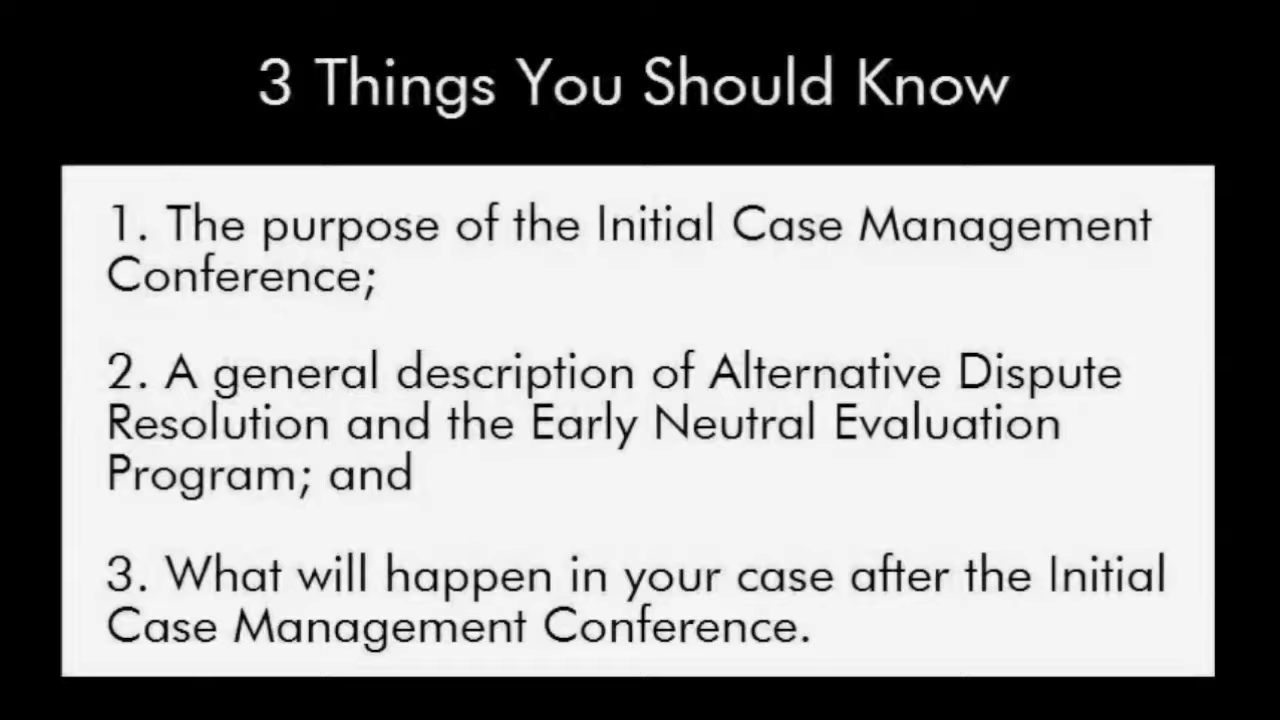 3 Things You Should Know
1. The purpose of the Initial Case Management
Conference;
2. A general description of Alternative Dispute
Resolution and the Early Neutral Evaluation
Program; and
3. What will happen in your case after the Initial
Case Management Conference.